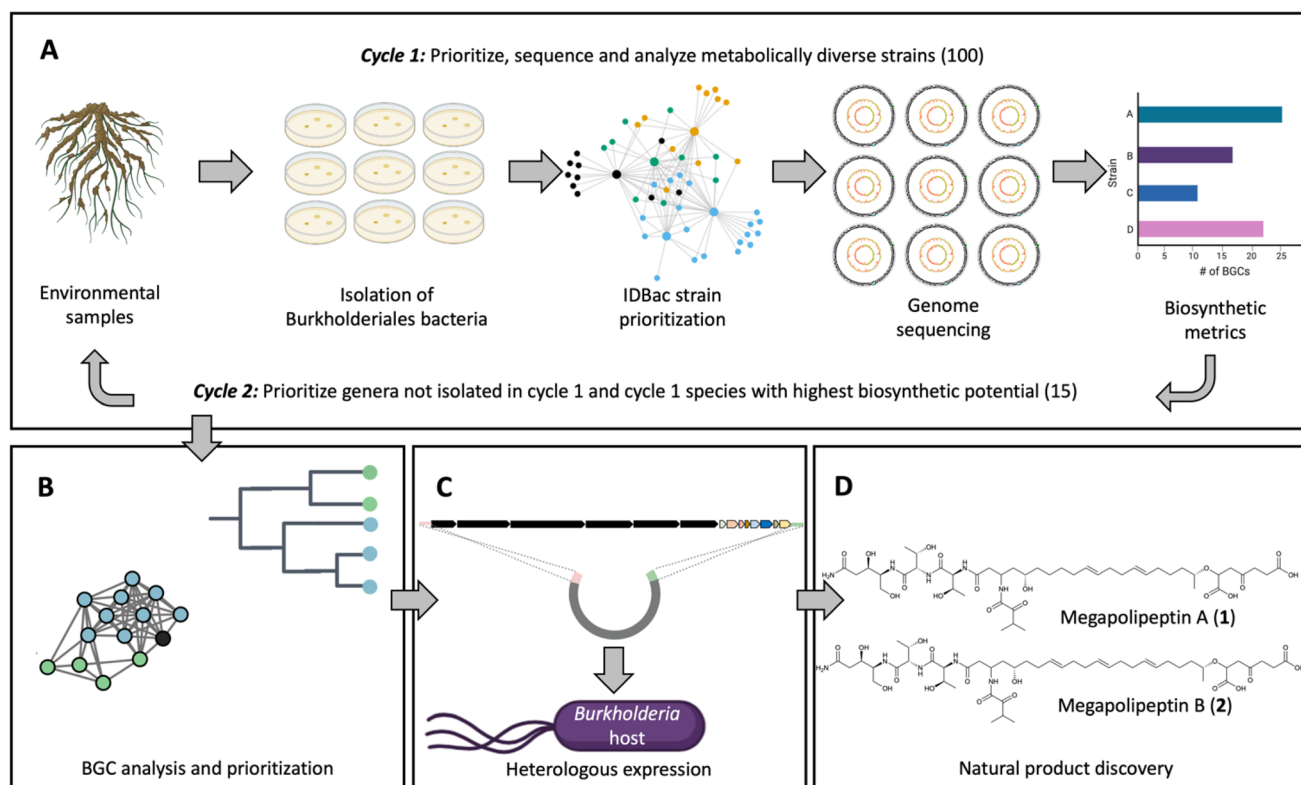 A
Cycle 1: Prioritize, sequence and analyze metabolically diverse strains (100)
Environmental
samples
Isolation of
Burkholderiales bacteria
IDBac strain
prioritization
Genome
sequencing
Strain
A
B
C
D
0 5 10 15 20 25
# of BGCs
Biosynthetic
metrics
Cycle 2: Prioritize genera not isolated in cycle 1 and cycle 1 species with highest biosynthetic potential (15)
B
BGC analysis and prioritization
C
Burkholderia
host
Heterologous expression
D
Megapolipeptin A (1)
Megapolipeptin B (2)
Natural product discovery